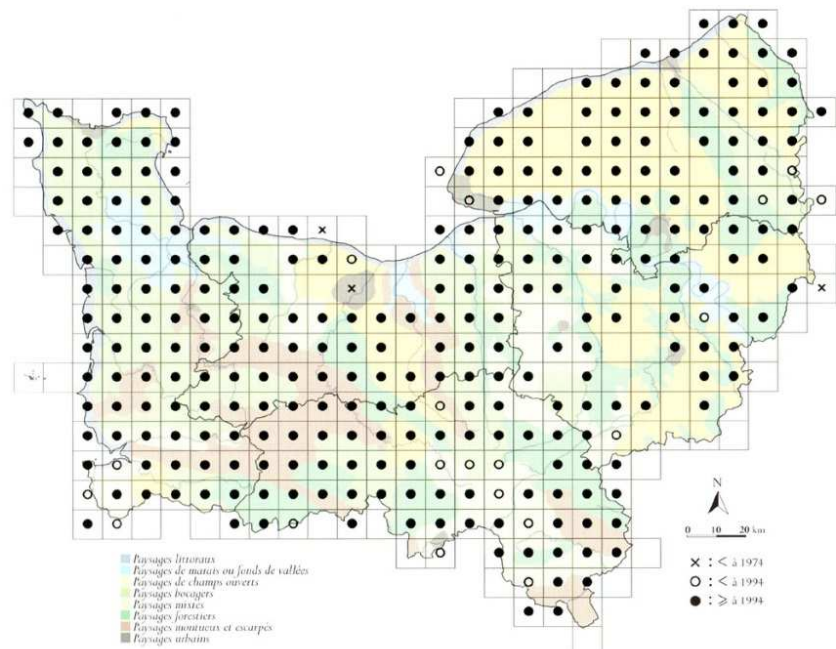 N
0 10 20 km
× : < à 1974
○ : < à 1994
● : ⩾ à 1994
Paysages littoraux
Paysages de marais ou fonds de vallées
Paysages de champs ouverts
Paysages bocagers
Paysages mixtes
Paysages forestiers
Paysages montueux et escarpés
Paysages urbains